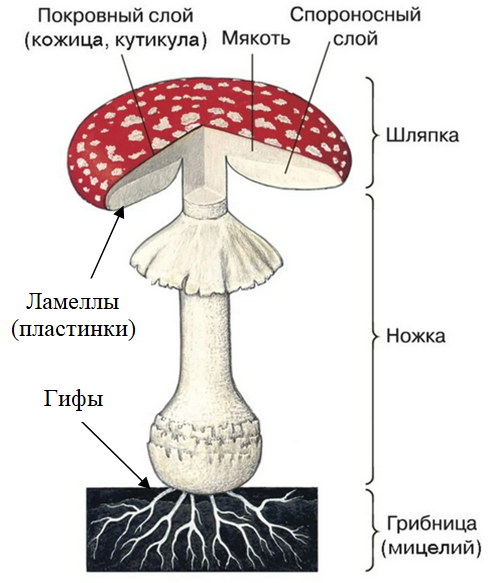 Покровный слой
(кожица, кутикула)
Мякоть
Спороносный
слой
Шляпка
Ламеллы
(пластинки)
Ножка
Гифы
Грибница
(мицелий)